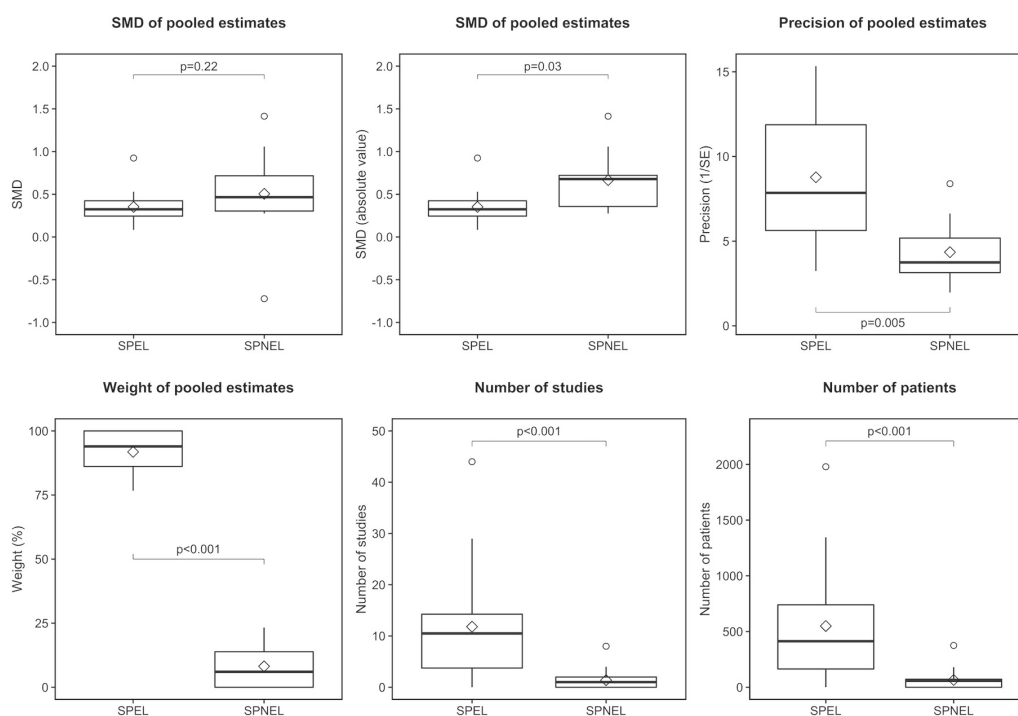 SMD of pooled estimates
SMD
2.0
1.5
1.0
0.5
0.0
-0.5
-1.0
p=0.22
SPEL
SPNEL
SMD of pooled estimates
SMD (absolute value)
2.0
1.5
1.0
0.5
0.0
-0.5
-1.0
p=0.03
SPEL
SPNEL
Precision of pooled estimates
Precision (1/SE)
15
10
5
0
p=0.005
SPEL
SPNEL
Weight of pooled estimates
Weight (%)
100
75
50
25
0
p<0.001
SPEL
SPNEL
Number of studies
Number of studies
50
40
30
20
10
0
p<0.001
SPEL
SPNEL
Number of patients
Number of patients
2000
1500
1000
500
0
p<0.001
SPEL
SPNEL